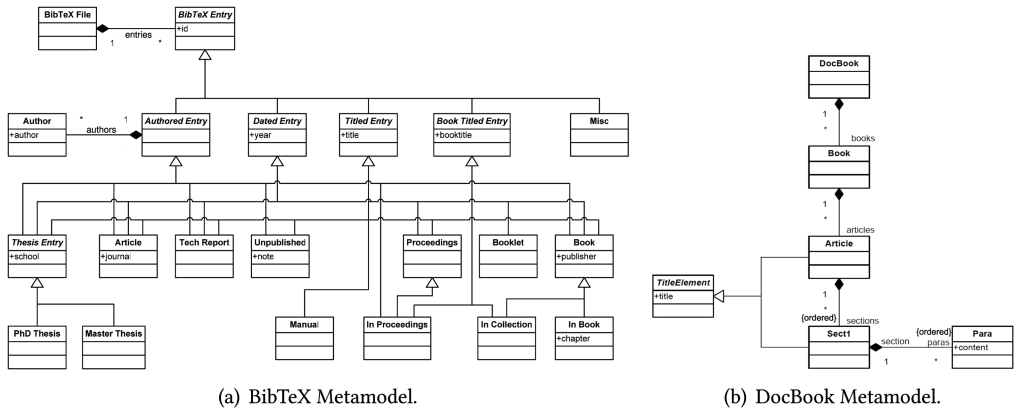 BibTeX File
BibTeX Entry
+id
1
entries
*
Author
+author
*
authors
1
Authored Entry
Dated Entry
+year
Titled Entry
+title
Book Titled Entry
+booktitle
Misc
Thesis Entry
+school
Article
+journal
Tech Report
Unpublished
+note
Proceedings
Booklet
Book
+publisher
PhD Thesis
Master Thesis
Manual
In Proceedings
In Collection
In Book
+chapter
(a) BibTeX Metamodel.
DocBook
1
*
books
Book
1
*
articles
Article
TitleElement
+title
1
*
{ordered}
sections
Sect1
section
1
{ordered}
paras
*
Para
+content
(b) DocBook Metamodel.